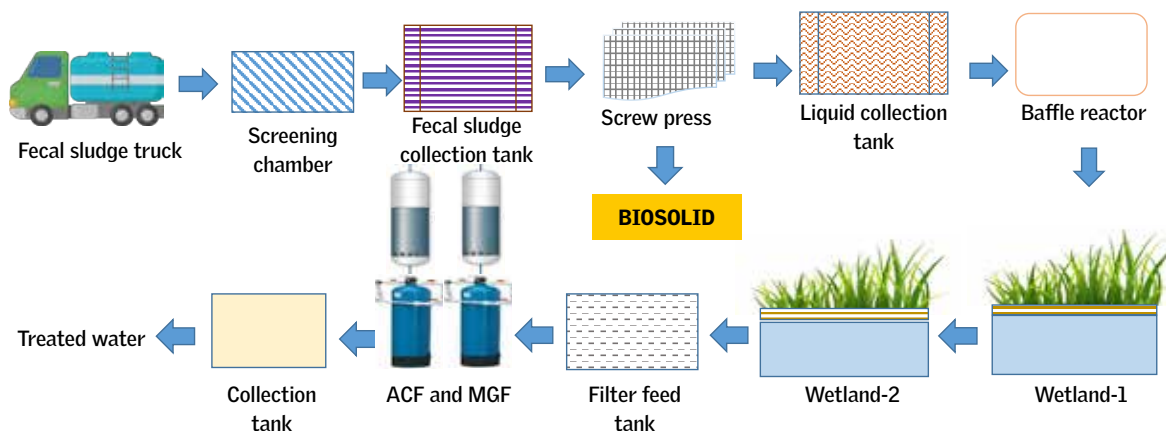 Fecal sludge truck
Screening
chamber
Fecal sludge
collection tank
Screw press
Liquid collection
tank
Baffle reactor
BIOSOLID
Treated water
Collection
tank
ACF and MGF
Filter feed
tank
Wetland-2
Wetland-1